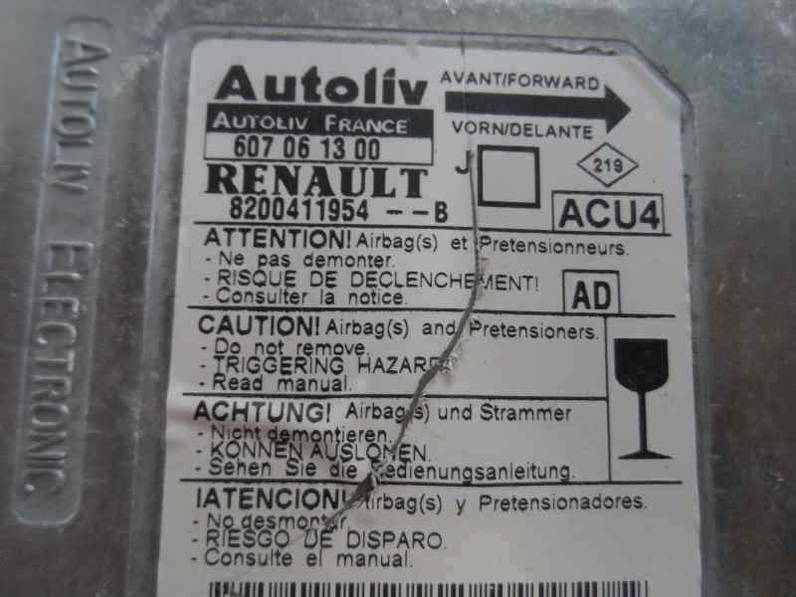 AUTOLIV ELECTRONIC
Autoliv
AVANT/FORWARD
AUTOLIV FRANCE
VORN/DELANTE
607 06 13 00
J
219
RENAULT
8200411954 -- B
ACU4
ATTENTION! Airbag(s) et Pretensionneurs.
- Ne pas demonter.
- RISQUE DE DECLENCHEMENT!
- Consulter la notice.
AD
CAUTION! Airbag(s) and Pretensioners.
- Do not remove.
- TRIGGERING HAZARD
- Read manual.
ACHTUNG! Airbag(s) und Strammer
- Nicht demontieren.
- KONNEN AUSLOMEN.
- Sehen Sie die Bedienungsanleitung.
IATENCION! Airbag(s) y Pretensionadores.
- No desmontar.
- RIESGO DE DISPARO.
- Consulte el manual.